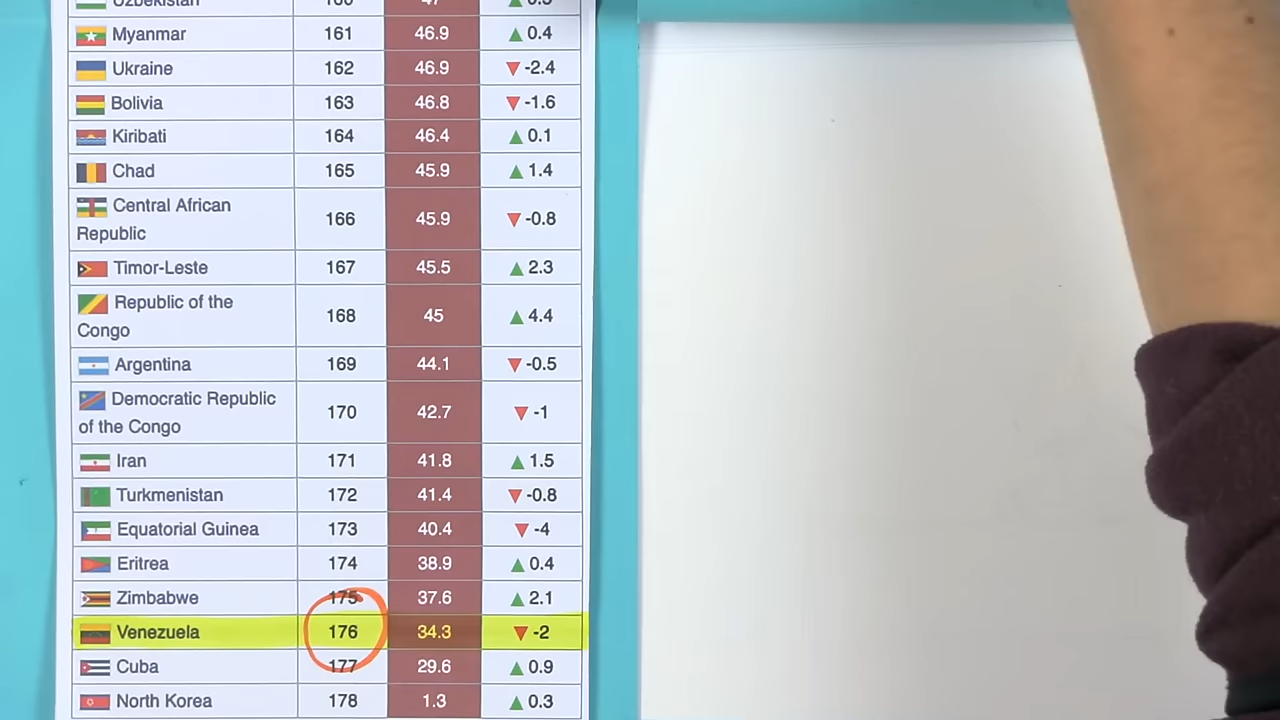 Uzbekistan 160 47 0.5
Myanmar 161 46.9 0.4
Ukraine 162 46.9 -2.4
Bolivia 163 46.8 -1.6
Kiribati 164 46.4 0.1
Chad 165 45.9 1.4
Central African
Republic 166 45.9 -0.8
Timor-Leste 167 45.5 2.3
Republic of the
Congo 168 45 4.4
Argentina 169 44.1 -0.5
Democratic Republic
of the Congo 170 42.7 -1
Iran 171 41.8 1.5
Turkmenistan 172 41.4 -0.8
Equatorial Guinea 173 40.4 -4
Eritrea 174 38.9 0.4
Zimbabwe 175 37.6 2.1
Venezuela 176 34.3 -2
Cuba 177 29.6 0.9
North Korea 178 1.3 0.3